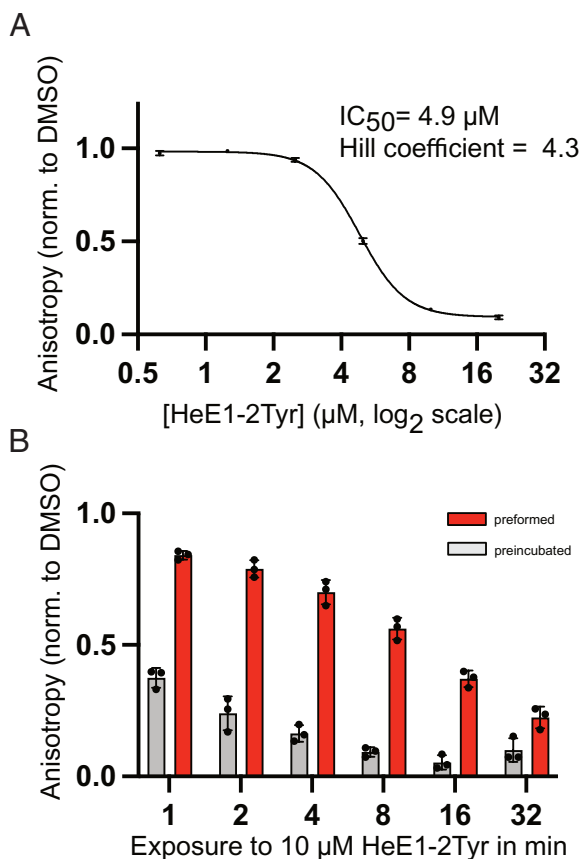 A
IC50= 4.9 µM
Hill coefficient = 4.3
Anisotropy (norm. to DMSO)
1.0
0.5
0.0
0.5 1 2 4 8 16 32
[HeE1-2Tyr] (µM, log2 scale)
B
Anisotropy (norm. to DMSO)
1.0
0.5
0.0
preformed
preincubated
1 2 4 8 16 32
Exposure to 10 µM HeE1-2Tyr in min